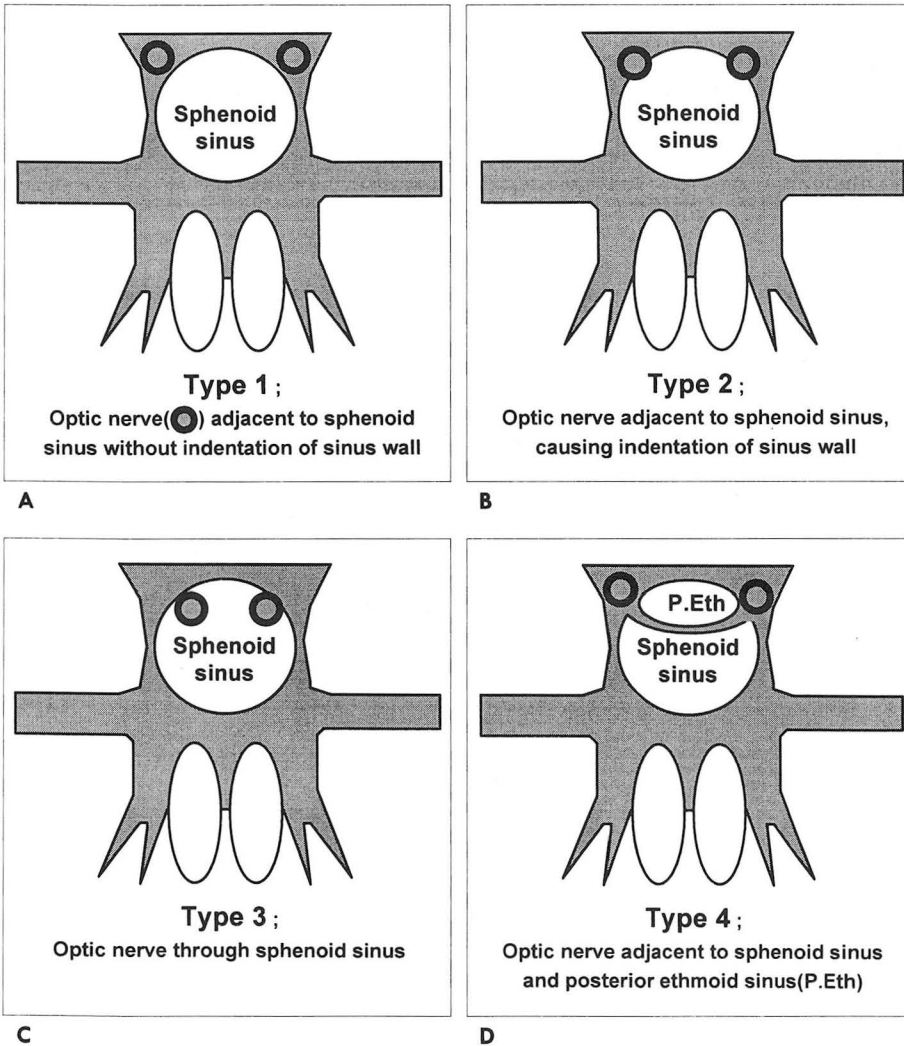 Sphenoid
sinus
Type 1 ;
Optic nerve( ) adjacent to sphenoid
sinus without indentation of sinus wall
A
Sphenoid
sinus
Type 2 ;
Optic nerve adjacent to sphenoid sinus,
causing indentation of sinus wall
B
Sphenoid
sinus
Type 3 ;
Optic nerve through sphenoid sinus
C
P.Eth
Sphenoid
sinus
Type 4 ;
Optic nerve adjacent to sphenoid sinus
and posterior ethmoid sinus(P.Eth)
D